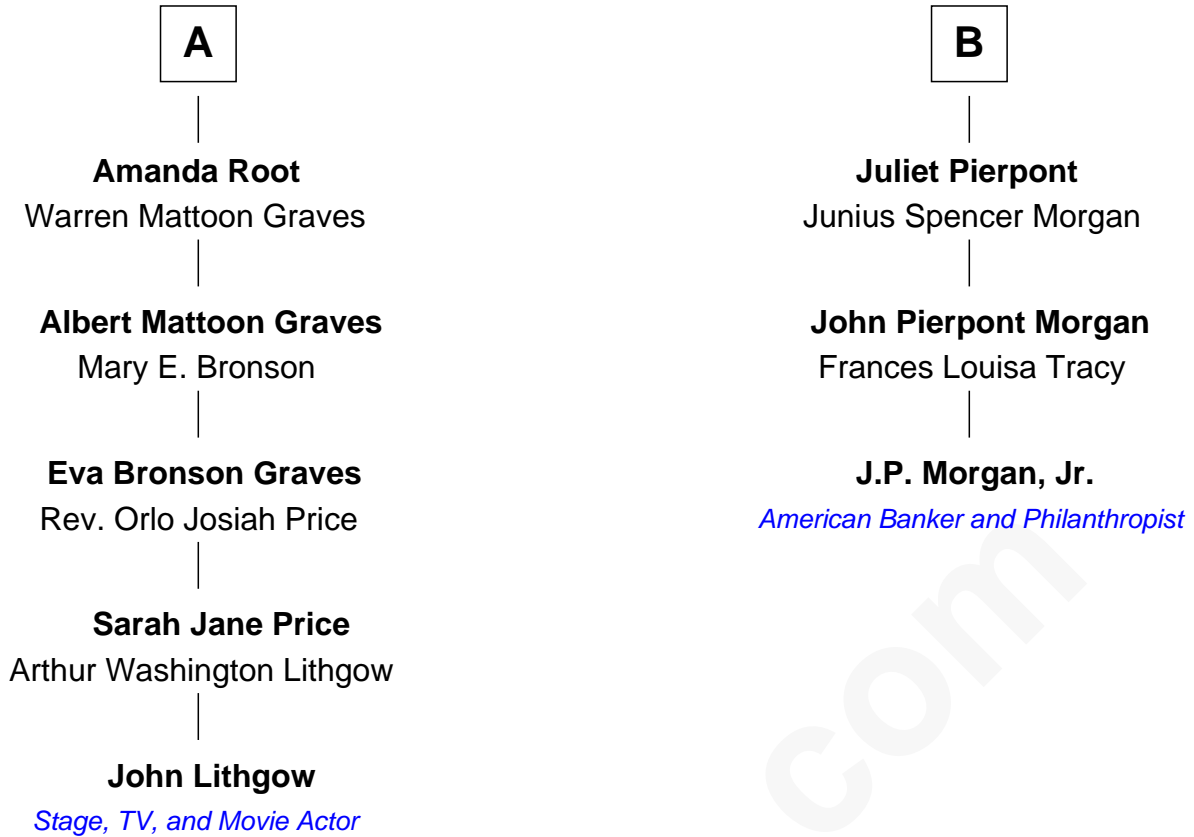 A
Amanda Root
Warren Mattoon Graves
Albert Mattoon Graves
Mary E. Bronson
Eva Bronson Graves
Rev. Orlo Josiah Price
Sarah Jane Price
Arthur Washington Lithgow
John Lithgow
Stage, TV, and Movie Actor
B
Juliet Pierpont
Junius Spencer Morgan
John Pierpont Morgan
Frances Louisa Tracy
J.P. Morgan, Jr.
American Banker and Philanthropist
com